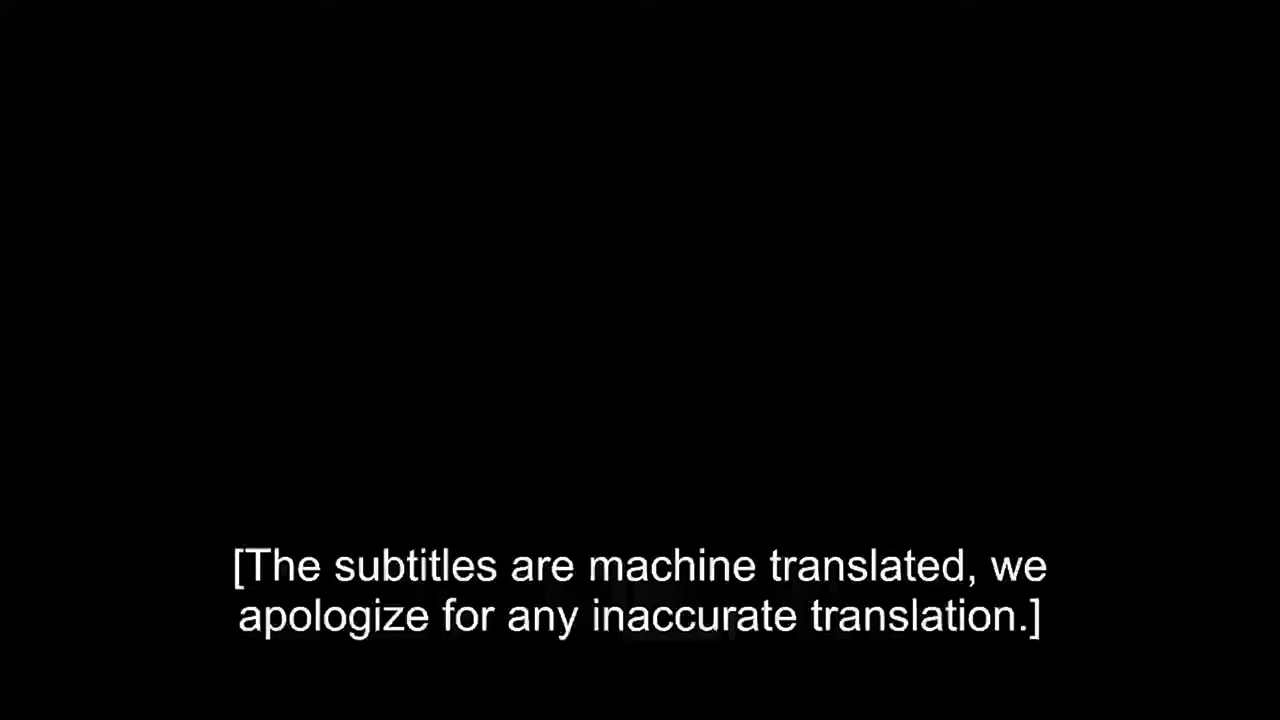 [The subtitles are machine translated, we
apologize for any inaccurate translation.]